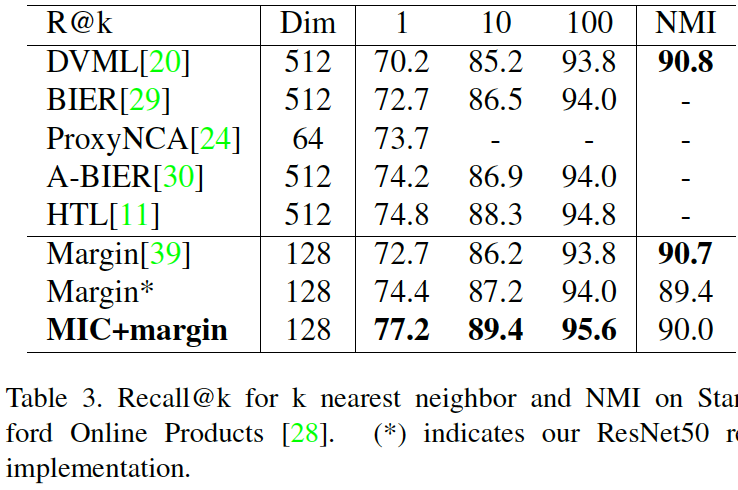 R@k Dim 1 10 100 NMI
DVML[20] 512 70.2 85.2 93.8 90.8
BIER[29] 512 72.7 86.5 94.0 -
ProxyNCA[24] 64 73.7 - - -
A-BIER[30] 512 74.2 86.9 94.0 -
HTL[11] 512 74.8 88.3 94.8 -
Margin[39] 128 72.7 86.2 93.8 90.7
Margin* 128 74.4 87.2 94.0 89.4
MIC+margin 128 77.2 89.4 95.6 90.0
Table 3. Recall@k for k nearest neighbor and NMI on Stan
ford Online Products [28]. (*) indicates our ResNet50 re
implementation.